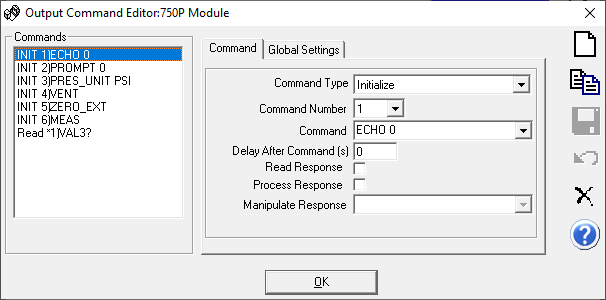 Output Command Editor:750P Module
Commands
INIT 1)ECHO 0
INIT 2)PROMPT 0
INIT 3)PRES_UNIT PSI
INIT 4)VENT
INIT 5)ZERO_EXT
INIT 6)MEAS
Read *1)VAL3?
Command
Global Settings
Command Type
Initialize
Command Number
1
Command
ECHO 0
Delay After Command (s)
0
Read Response
Process Response
Manipulate Response
OK
?